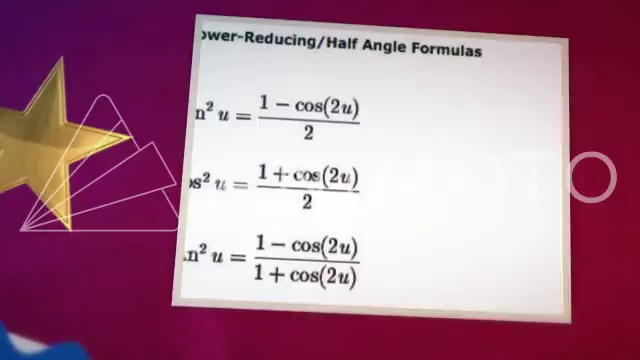 ower-Reducing/Half Angle Formulas
n² u = (1 − cos(2u))/2
os² u = (1 + cos(2u))/2
n² u = (1 − cos(2u))/(1 + cos(2u))